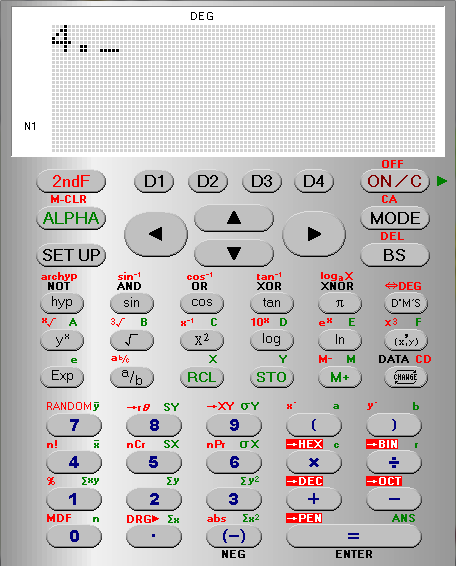 DEG
4. _
N1
OFF
2ndF D1 D2 D3 D4 ON/C
M-CLR CA
ALPHA ◀ ▲ ▶ MODE
DEL
SET UP ▼ BS
archyp sin⁻¹ cos⁻¹ tan⁻¹ logₐX ⇔DEG
NOT AND OR XOR XNOR
hyp sin cos tan π D°M'S
ˣ√ A ³√ B x⁻¹ C 10ˣ D eˣ E x³ F
yˣ √ X² log ln (x,y)
e a b/c X Y M- M DATA CD
Exp a/b RCL STO M+ CHANGE
RANDOM ȳ →rθ SY →XY σY x' a y' b
7 8 9 ( )
n! x̄ nCr SX nPr σX →HEX c →BIN r
4 5 6 × ÷
% Σxy Σy Σy² →DEC →OCT
1 2 3 + −
MDF n DRG▶ Σx abs Σx² →PEN ANS
0 · (−) =
NEG ENTER